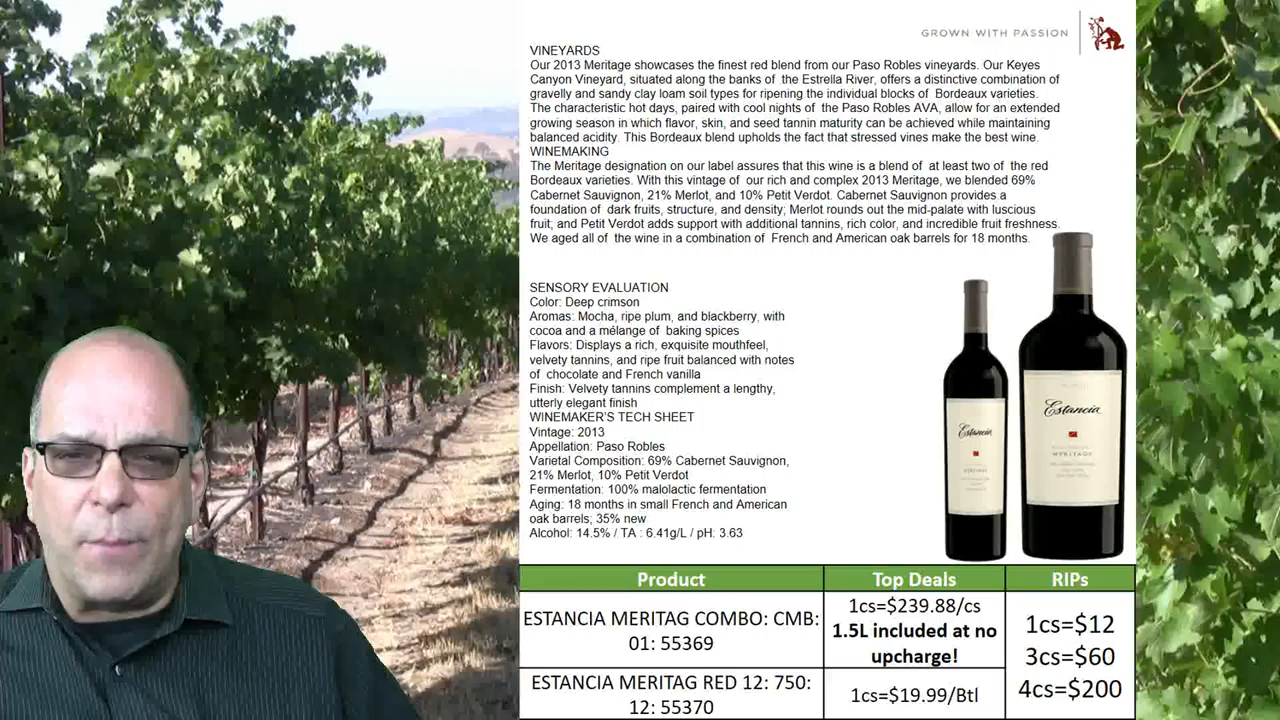 GROWN WITH PASSION
VINEYARDS
Our 2013 Meritage showcases the finest red blend from our Paso Robles vineyards. Our Keyes
Canyon Vineyard, situated along the banks of the Estrella River, offers a distinctive combination of
gravelly and sandy clay loam soil types for ripening the individual blocks of Bordeaux varieties.
The characteristic hot days, paired with cool nights of the Paso Robles AVA, allow for an extended
growing season in which flavor, skin, and seed tannin maturity can be achieved while maintaining
balanced acidity. This Bordeaux blend upholds the fact that stressed vines make the best wine.
WINEMAKING
The Meritage designation on our label assures that this wine is a blend of at least two of the red
Bordeaux varieties. With this vintage of our rich and complex 2013 Meritage, we blended 69%
Cabernet Sauvignon, 21% Merlot, and 10% Petit Verdot. Cabernet Sauvignon provides a
foundation of dark fruits, structure, and density; Merlot rounds out the mid-palate with luscious
fruit; and Petit Verdot adds support with additional tannins, rich color, and incredible fruit freshness.
We aged all of the wine in a combination of French and American oak barrels for 18 months.
SENSORY EVALUATION
Color: Deep crimson
Aromas: Mocha, ripe plum, and blackberry, with
cocoa and a mélange of baking spices
Flavors: Displays a rich, exquisite mouthfeel,
velvety tannins, and ripe fruit balanced with notes
of chocolate and French vanilla
Finish: Velvety tannins complement a lengthy,
utterly elegant finish
WINEMAKER'S TECH SHEET
Vintage: 2013
Appellation: Paso Robles
Varietal Composition: 69% Cabernet Sauvignon,
21% Merlot, 10% Petit Verdot
Fermentation: 100% malolactic fermentation
Aging: 18 months in small French and American
oak barrels; 35% new
Alcohol: 14.5% / TA : 6.41g/L / pH: 3.63
Estancia
Estancia
MERITAGE
Product Top Deals RIPs
ESTANCIA MERITAG COMBO: CMB:
01: 55369
1cs=$239.88/cs
1.5L included at no
upcharge!
ESTANCIA MERITAG RED 12: 750:
12: 55370
1cs=$19.99/Btl
1cs=$12
3cs=$60
4cs=$200